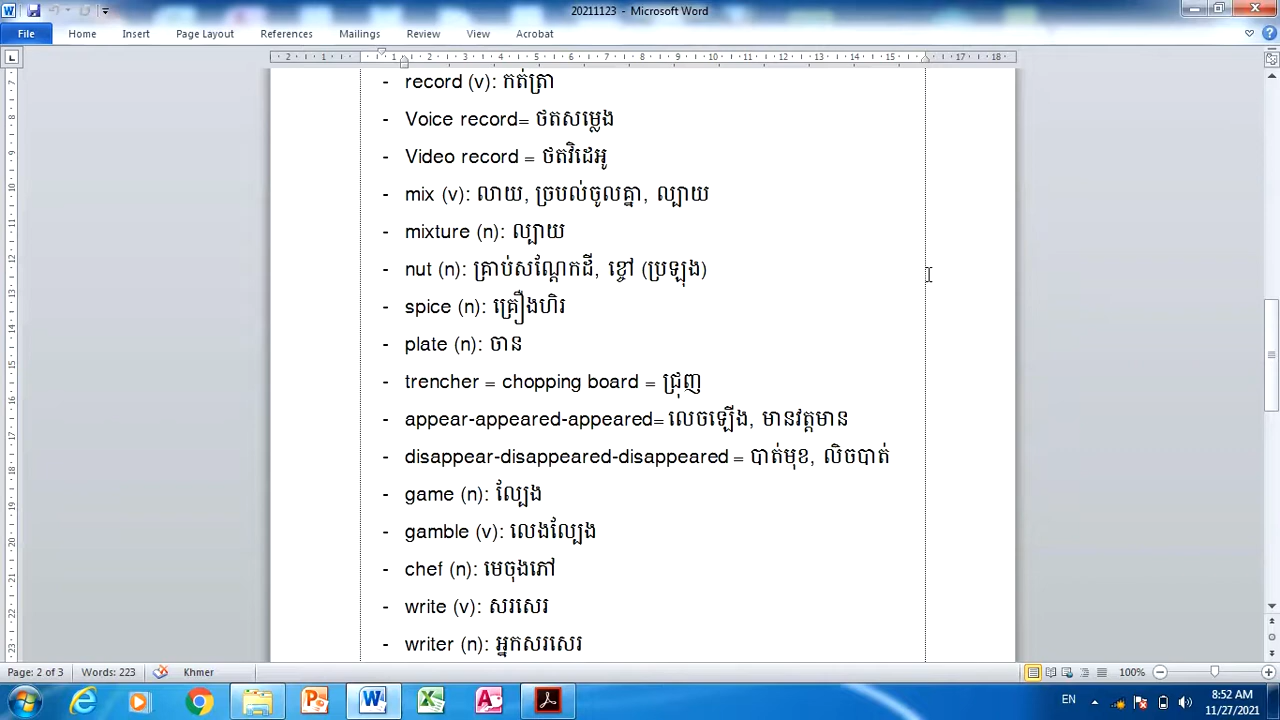 20211123 - Microsoft Word
File Home Insert Page Layout References Mailings Review View Acrobat
- record (v): កត់ត្រា
- Voice record= ថតសម្លេង
- Video record = ថតវិដេអូ
- mix (v): លាយ, ច្របល់ចូលគ្នា, ល្បាយ
- mixture (n): ល្បាយ
- nut (n): គ្រាប់សណ្តែកដី, ខ្ចៅ (ប្រឡុង)
- spice (n): គ្រឿងហិរ
- plate (n): ចាន
- trencher = chopping board = ជ្រុញ
- appear-appeared-appeared= លេចឡើង, មានវត្តមាន
- disappear-disappeared-disappeared = បាត់មុខ, លិចបាត់
- game (n): ល្បែង
- gamble (v): លេងល្បែង
- chef (n): មេចុងភៅ
- write (v): សរសេរ
- writer (n): អ្នកសរសេរ
Page: 2 of 3 Words: 223 Khmer 100%
EN 8:52 AM
11/27/2021